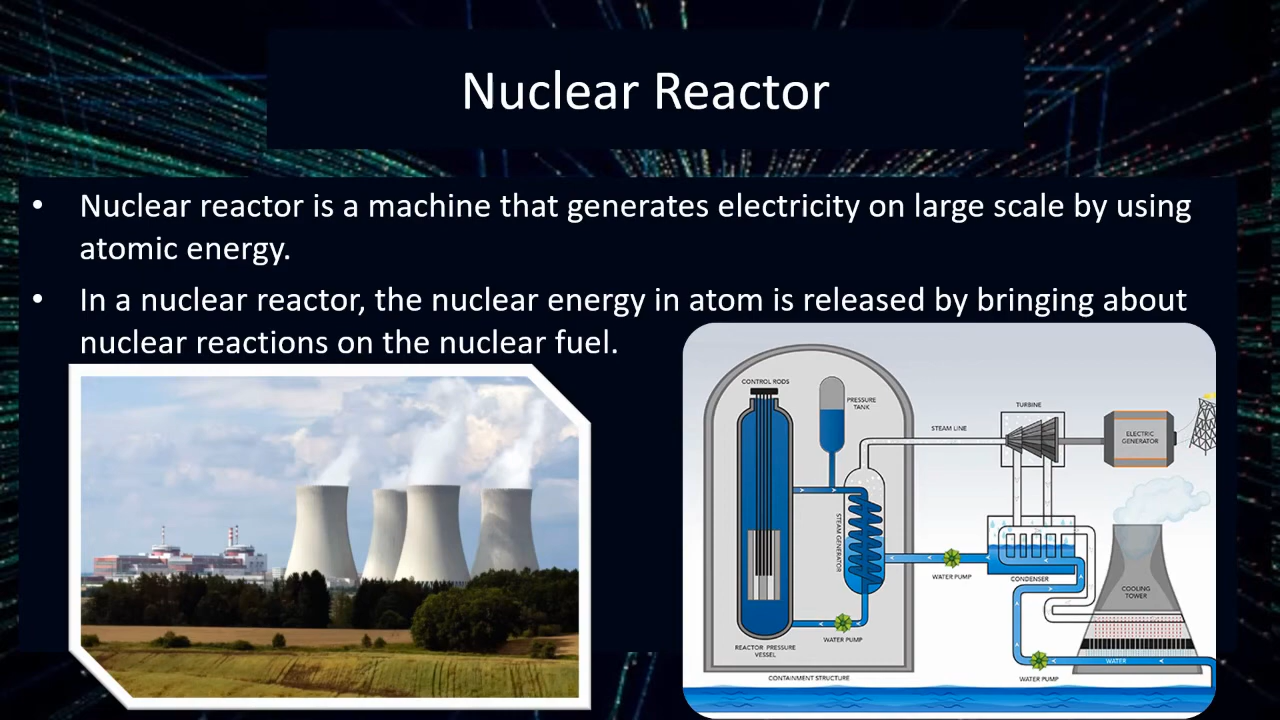 Nuclear Reactor
• Nuclear reactor is a machine that generates electricity on large scale by using
atomic energy.
• In a nuclear reactor, the nuclear energy in atom is released by bringing about
nuclear reactions on the nuclear fuel.
CONTROL RODS
PRESSURE
TANK
STEAM LINE
TURBINE
ELECTRIC
GENERATOR
STEAM GENERATOR
WATER PUMP
CONDENSER
COOLING
TOWER
WATER PUMP
REACTOR PRESSURE
VESSEL
WATER
CONTAINMENT STRUCTURE
WATER PUMP